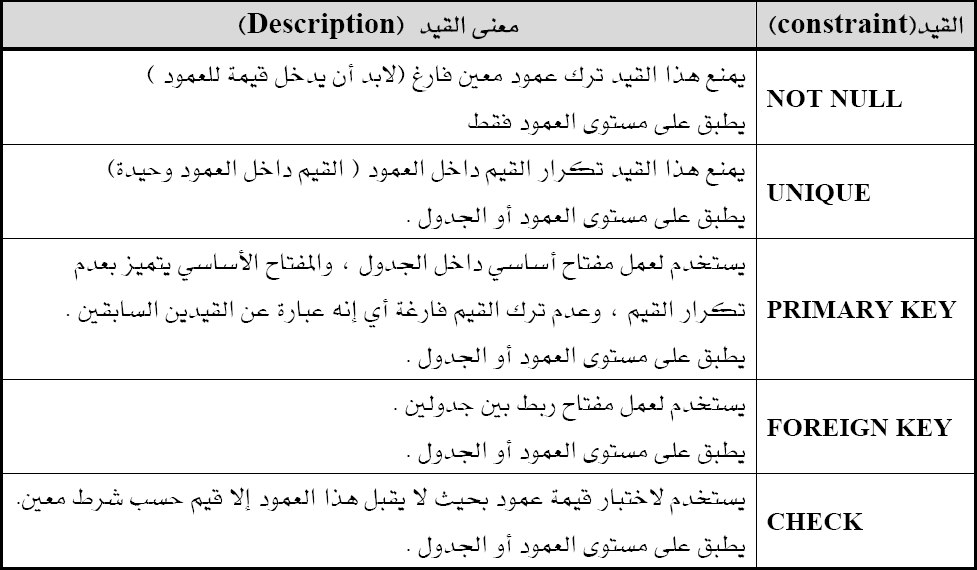 القيد(constraint) معنى القيد (Description)
NOT NULL
يمنع هذا القيد ترك عمود معين فارغ (لابد أن يدخل قيمة للعمود )
يطبق على مستوى العمود فقط
UNIQUE
يمنع هذا القيد تكرار القيم داخل العمود ( القيم داخل العمود وحيدة)
يطبق على مستوى العمود أو الجدول .
PRIMARY KEY
يستخدم لعمل مفتاح أساسي داخل الجدول ، والمفتاح الأساسي يتميز بعدم
تكرار القيم ، وعدم ترك القيم فارغة أي إنه عبارة عن القيدين السابقين .
يطبق على مستوى العمود أو الجدول .
FOREIGN KEY
يستخدم لعمل مفتاح ربط بين جدولين .
يطبق على مستوى العمود أو الجدول .
CHECK
يستخدم لاختبار قيمة عمود بحيث لا يقبل هذا العمود إلا قيم حسب شرط معين.
يطبق على مستوى العمود أو الجدول .